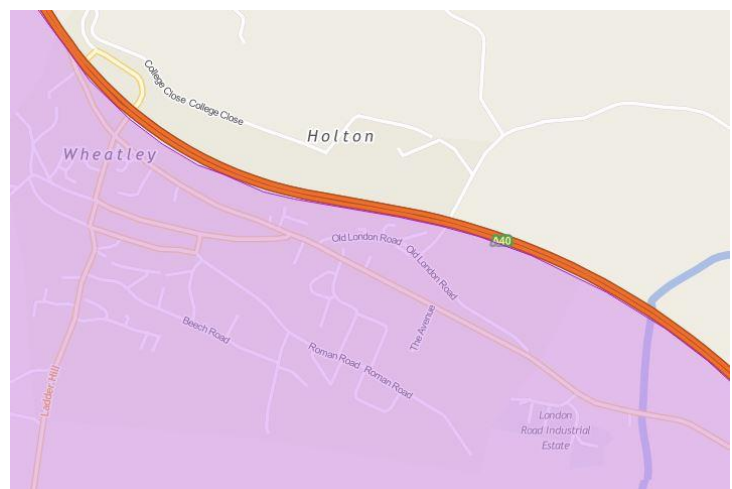 College Close College Close
Holton
Wheatley
Old London Road
A40
Old London Road
The Avenue
Beech Road
Roman Road Roman Road
Ladder Hill
London
Road Industrial
Estate